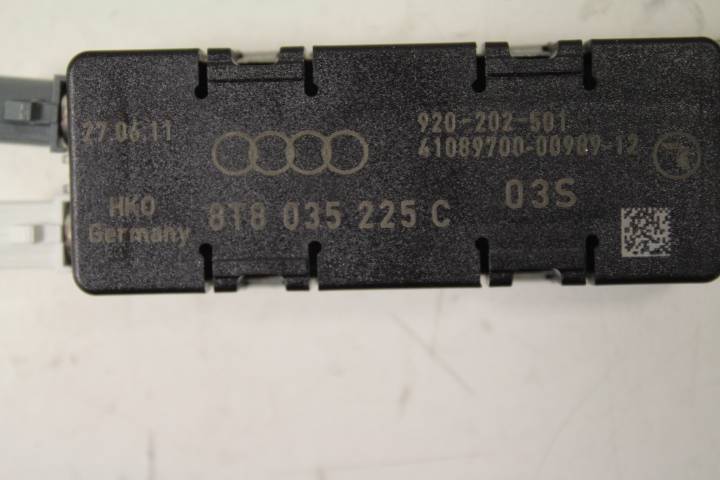 27.06.11
920-202-501
41089700-00909-12
03S
HKO
Germany
8T8 035 225 C